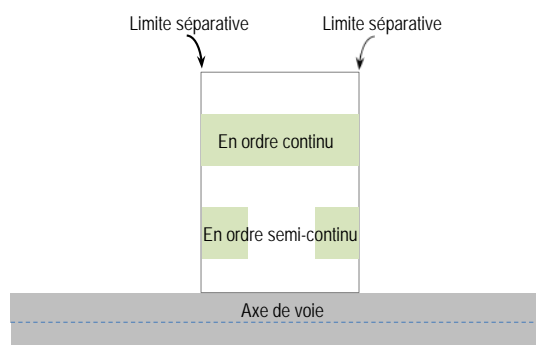 Limite séparative
Limite séparative
En ordre continu
En ordre semi-continu
Axe de voie